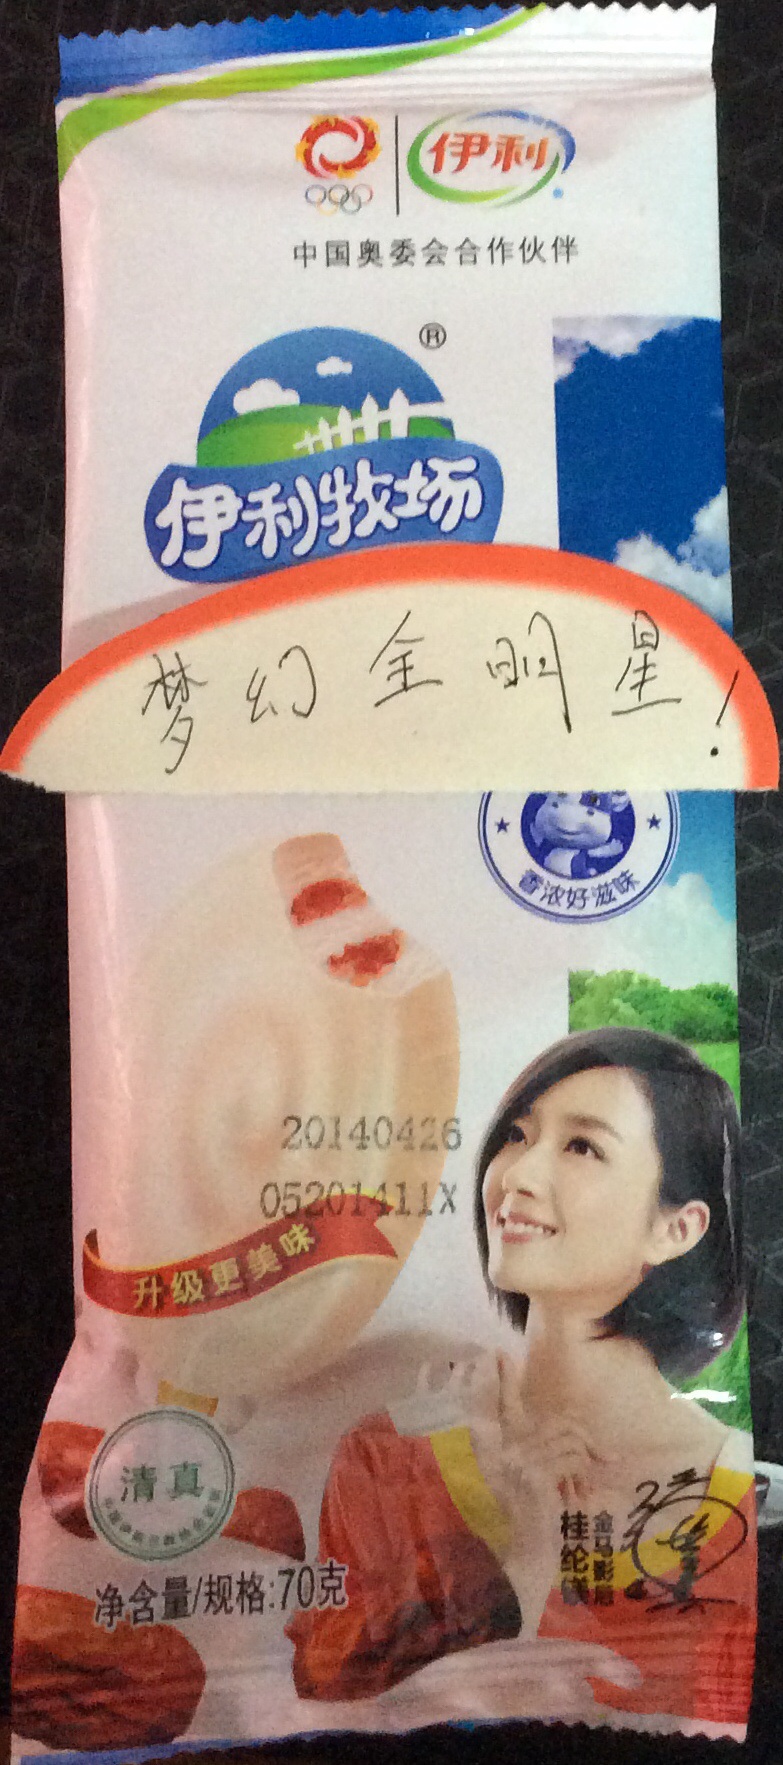 伊利
中国奥委会合作伙伴
®
伊利牧场
梦幻全明星!
香浓好滋味
20140426
05201411X
升级更美味
清真
桂纶镁
金马影后
净含量/规格:70克